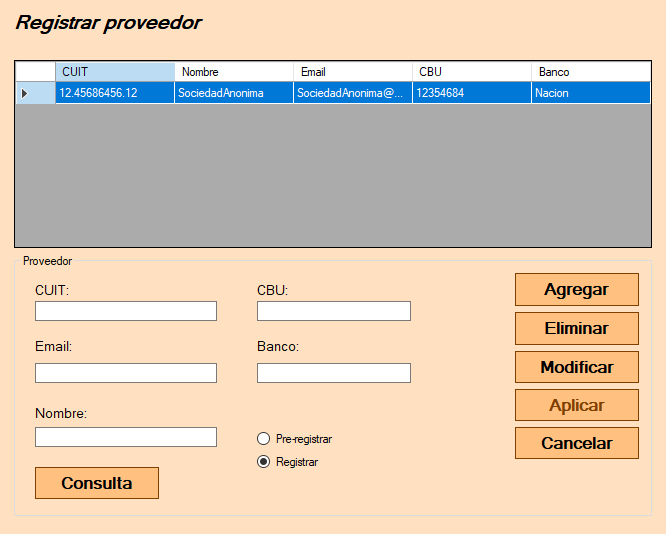 Registrar proveedor
CUIT Nombre Email CBU Banco
12.45686456.12 SociedadAnonima SociedadAnonima@... 12354684 Nacion
Proveedor
CUIT: CBU:
Agregar
Email: Banco:
Eliminar
Modificar
Nombre:
Aplicar
Pre-registrar
Cancelar
Registrar
Consulta